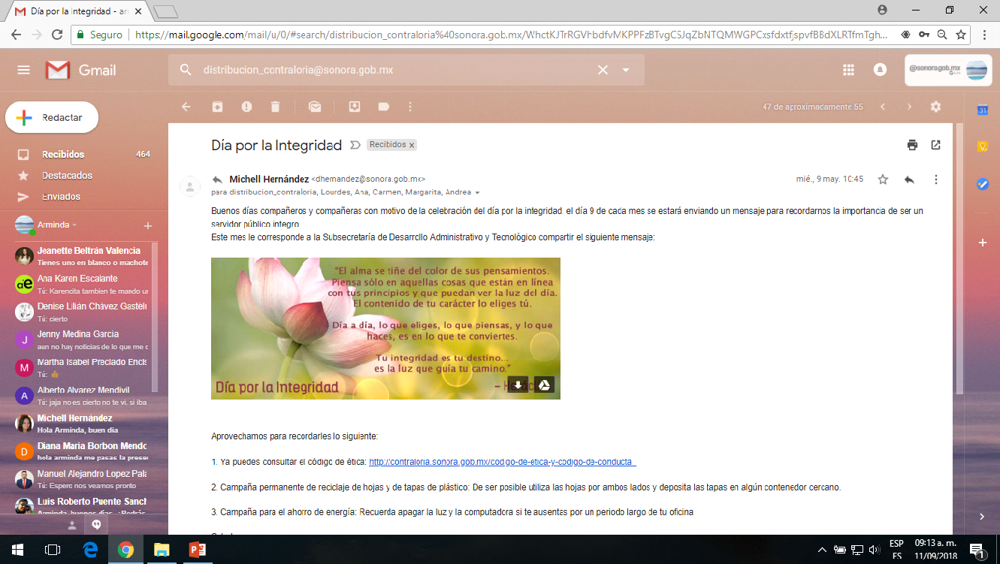 Día por la Integridad - ar
Seguro
https://mail.google.com/mail/u/0/#search/distribucion_contraloria%40sonora.gob.mx/
Gmail
distribucion_contraloria@sonora.gob.mx
@sonora.gob.mx
Redactar
47 de aproximadamente 55
Recibidos 464
Destacados
Enviados
Arminda
Jeanette Beltrán Valencia
Tienes uno en blanco o machote
Ana Karen Escalante
Tú: Karencita tambien te mando ur
Denise Lilián Chávez Gastélu
Tú: cierto
Jenny Medina Garcia
aun no hay noticias de lo que me c
Martha Isabel Preciado Encis
Tú: 👍
Alberto Alvarez Mendivil
Tú: jaja no es cierto no te vi. si iba
Michell Hernández
Hola Arminda, buen día
Diana Maria Borbon Mendo
hola arminda me pasas la presen
Manuel Alejandro Lopez Pala
Tú: Espero nos veamos pronto
Luis Roberto Puente Sanch
Día por la Integridad
Recibidos x
Michell Hernández <dhernandez@sonora.gob.mx>
mié., 9 may. 10:45
para distribucion_contraloria, Lourdes, Ana, Carmen, Margarita, Andrea
Buenos días compañeros y compañeras con motivo de la celebración del día por la integridad, el día 9 de cada mes se estará enviando un mensaje para recordarnos la importancia de ser un
servidor público integro.
Este mes le corresponde a la Subsecretaría de Desarrollo Administrativo y Tecnológico compartir el siguiente mensaje:
"El alma se tiñe del color de sus pensamientos.
Piensa sólo en aquellas cosas que están en línea
con tus principios y que puedan ver la luz del día.
El contenido de tu carácter lo eliges tú.
Día a día, lo que eliges, lo que piensas, y lo que
haces, es en lo que te conviertes.
Tu integridad es tu destino...
es la luz que guía tu camino."
Día por la Integridad
Aprovechamos para recordarles lo siguiente:
1. Ya puedes consultar el código de ética: http://contraloria.sonora.gob.mx/codigo-de-etica-y-codigo-de-conducta
2. Campaña permanente de reciclaje de hojas y de tapas de plástico: De ser posible utiliza las hojas por ambos lados y deposita las tapas en algún contenedor cercano.
3. Campaña para el ahorro de energía: Recuerda apagar la luz y la computadora si te ausentas por un periodo largo de tu oficina
ESP
ES
09:13 a. m.
11/09/2018
1